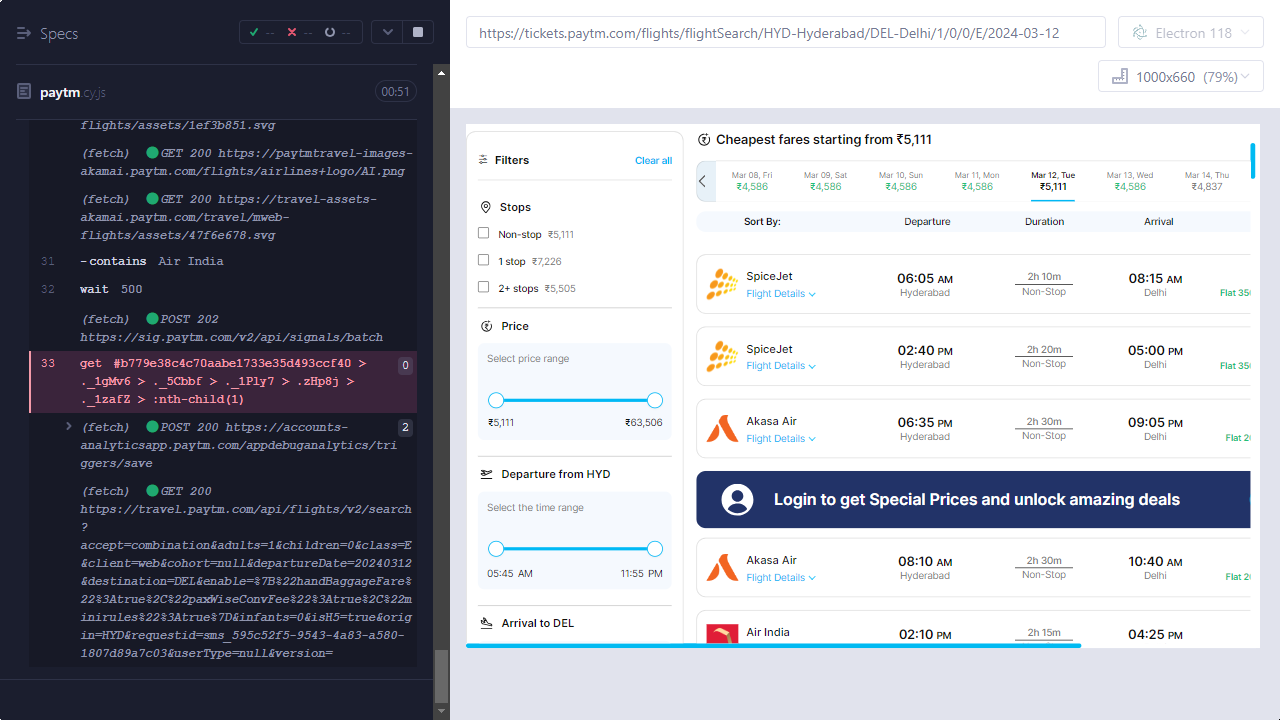 Specs
--
--
--
paytm.cy.js
00:51
flights/assets/1ef3b851.svg
(fetch) GET 200 https://paytmtravel-images-
akamai.paytm.com/flights/airlines+logo/AI.png
(fetch) GET 200 https://travel-assets-
akamai.paytm.com/travel/mweb-
flights/assets/47f6e678.svg
31 -contains Air India
32 wait 500
(fetch) POST 202
https://sig.paytm.com/v2/api/signals/batch
33 get #b779e38c4c70aabe1733e35d493ccf40 > 0
._1gMv6 > ._5Cbbf > ._1Ply7 > .zHp8j >
._1zafZ > :nth-child(1)
(fetch) POST 200 https://accounts- 2
analyticsapp.paytm.com/appdebuganalytics/tri
ggers/save
(fetch) GET 200
https://travel.paytm.com/api/flights/v2/search
?
accept=combination&adults=1&children=0&class=E
&client=web&cohort=null&departureDate=20240312
&destination=DEL&enable=%7B%22handBaggageFare%
22%3Atrue%2C%22paxWiseConvFee%22%3Atrue%2C%22m
inirules%22%3Atrue%7D&infants=0&isH5=true&orig
in=HYD&requestid=sms_595c52f5-9543-4a83-a580-
1807d89a7c03&userType=null&version=
https://tickets.paytm.com/flights/flightSearch/HYD-Hyderabad/DEL-Delhi/1/0/0/E/2024-03-12
Electron 118
1000x660 (79%)
Filters
Clear all
Stops
Non-stop ₹5,111
1 stop ₹7,226
2+ stops ₹5,505
Price
Select price range
₹5,111 ₹63,506
Departure from HYD
Select the time range
05:45 AM 11:55 PM
Arrival to DEL
Cheapest fares starting from ₹5,111
Mar 08, Fri Mar 09, Sat Mar 10, Sun Mar 11, Mon Mar 12, Tue Mar 13, Wed Mar 14, Thu
₹4,586 ₹4,586 ₹4,586 ₹4,586 ₹5,111 ₹4,586 ₹4,837
Sort By: Departure Duration Arrival
SpiceJet 06:05 AM 2h 10m 08:15 AM
Flight Details Hyderabad Non-Stop Delhi Flat 35
SpiceJet 02:40 PM 2h 20m 05:00 PM
Flight Details Hyderabad Non-Stop Delhi Flat 35
Akasa Air 06:35 PM 2h 30m 09:05 PM
Flight Details Hyderabad Non-Stop Delhi Flat 2
Login to get Special Prices and unlock amazing deals
Akasa Air 08:10 AM 2h 30m 10:40 AM
Flight Details Hyderabad Non-Stop Delhi Flat 2
Air India 02:10 PM 2h 15m 04:25 PM